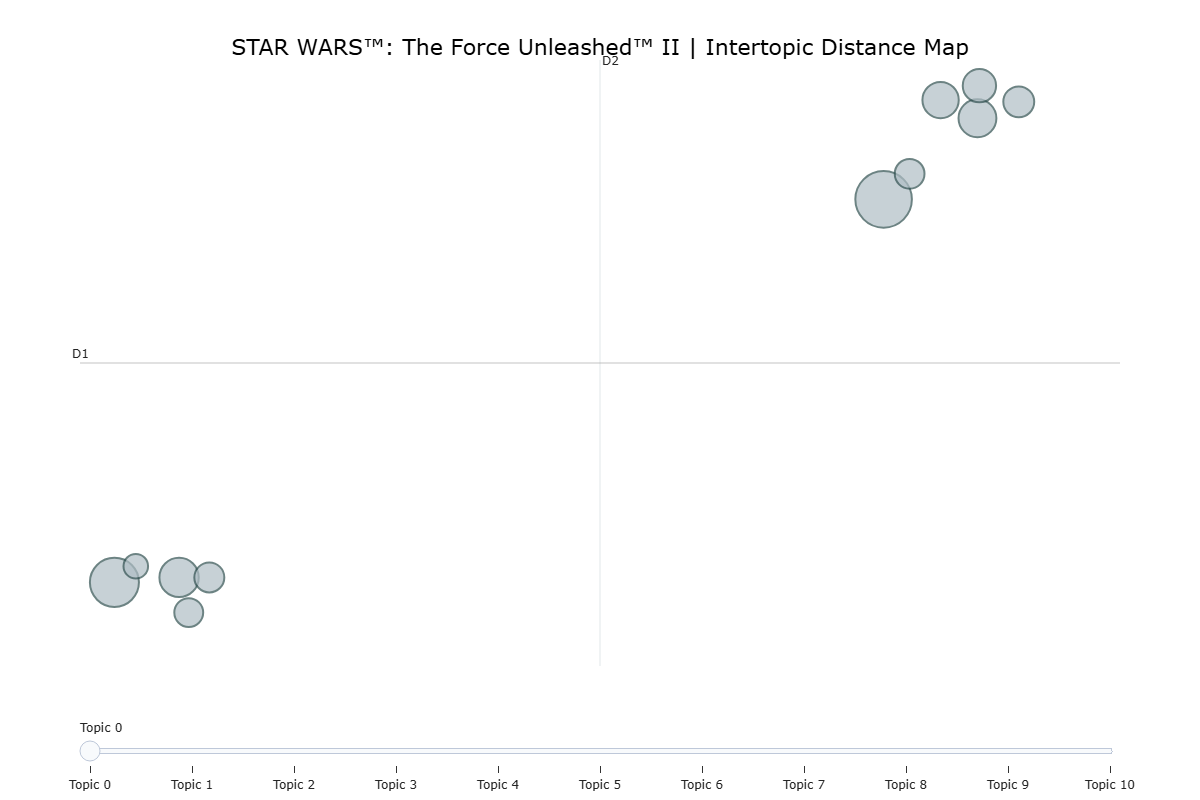 STAR WARS™: The Force Unleashed™ II | Intertopic Distance Map
D2
D1
Topic 0
Topic 0 Topic 1 Topic 2 Topic 3 Topic 4 Topic 5 Topic 6 Topic 7 Topic 8 Topic 9 Topic 10